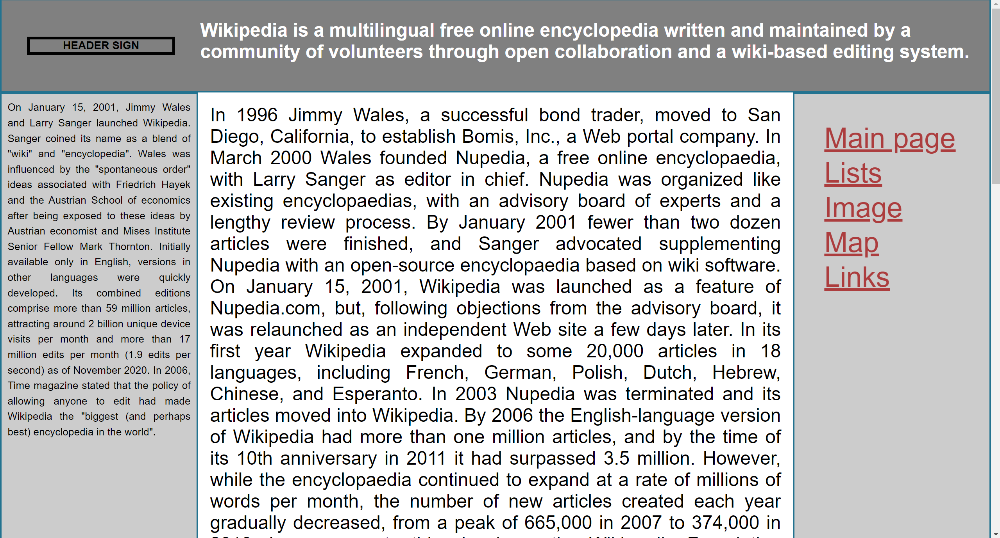 HEADER SIGN
Wikipedia is a multilingual free online encyclopedia written and maintained by a
community of volunteers through open collaboration and a wiki-based editing system.
On January 15, 2001, Jimmy Wales
and Larry Sanger launched Wikipedia.
Sanger coined its name as a blend of
"wiki" and "encyclopedia". Wales was
influenced by the "spontaneous order"
ideas associated with Friedrich Hayek
and the Austrian School of economics
after being exposed to these ideas by
Austrian economist and Mises Institute
Senior Fellow Mark Thornton. Initially
available only in English, versions in
other languages were quickly
developed. Its combined editions
comprise more than 59 million articles,
attracting around 2 billion unique device
visits per month and more than 17
million edits per month (1.9 edits per
second) as of November 2020. In 2006,
Time magazine stated that the policy of
allowing anyone to edit had made
Wikipedia the "biggest (and perhaps
best) encyclopedia in the world".
In 1996 Jimmy Wales, a successful bond trader, moved to San
Diego, California, to establish Bomis, Inc., a Web portal company. In
March 2000 Wales founded Nupedia, a free online encyclopaedia,
with Larry Sanger as editor in chief. Nupedia was organized like
existing encyclopaedias, with an advisory board of experts and a
lengthy review process. By January 2001 fewer than two dozen
articles were finished, and Sanger advocated supplementing
Nupedia with an open-source encyclopaedia based on wiki software.
On January 15, 2001, Wikipedia was launched as a feature of
Nupedia.com, but, following objections from the advisory board, it
was relaunched as an independent Web site a few days later. In its
first year Wikipedia expanded to some 20,000 articles in 18
languages, including French, German, Polish, Dutch, Hebrew,
Chinese, and Esperanto. In 2003 Nupedia was terminated and its
articles moved into Wikipedia. By 2006 the English-language version
of Wikipedia had more than one million articles, and by the time of
its 10th anniversary in 2011 it had surpassed 3.5 million. However,
while the encyclopaedia continued to expand at a rate of millions of
words per month, the number of new articles created each year
gradually decreased, from a peak of 665,000 in 2007 to 374,000 in
Main page
Lists
Image
Map
Links